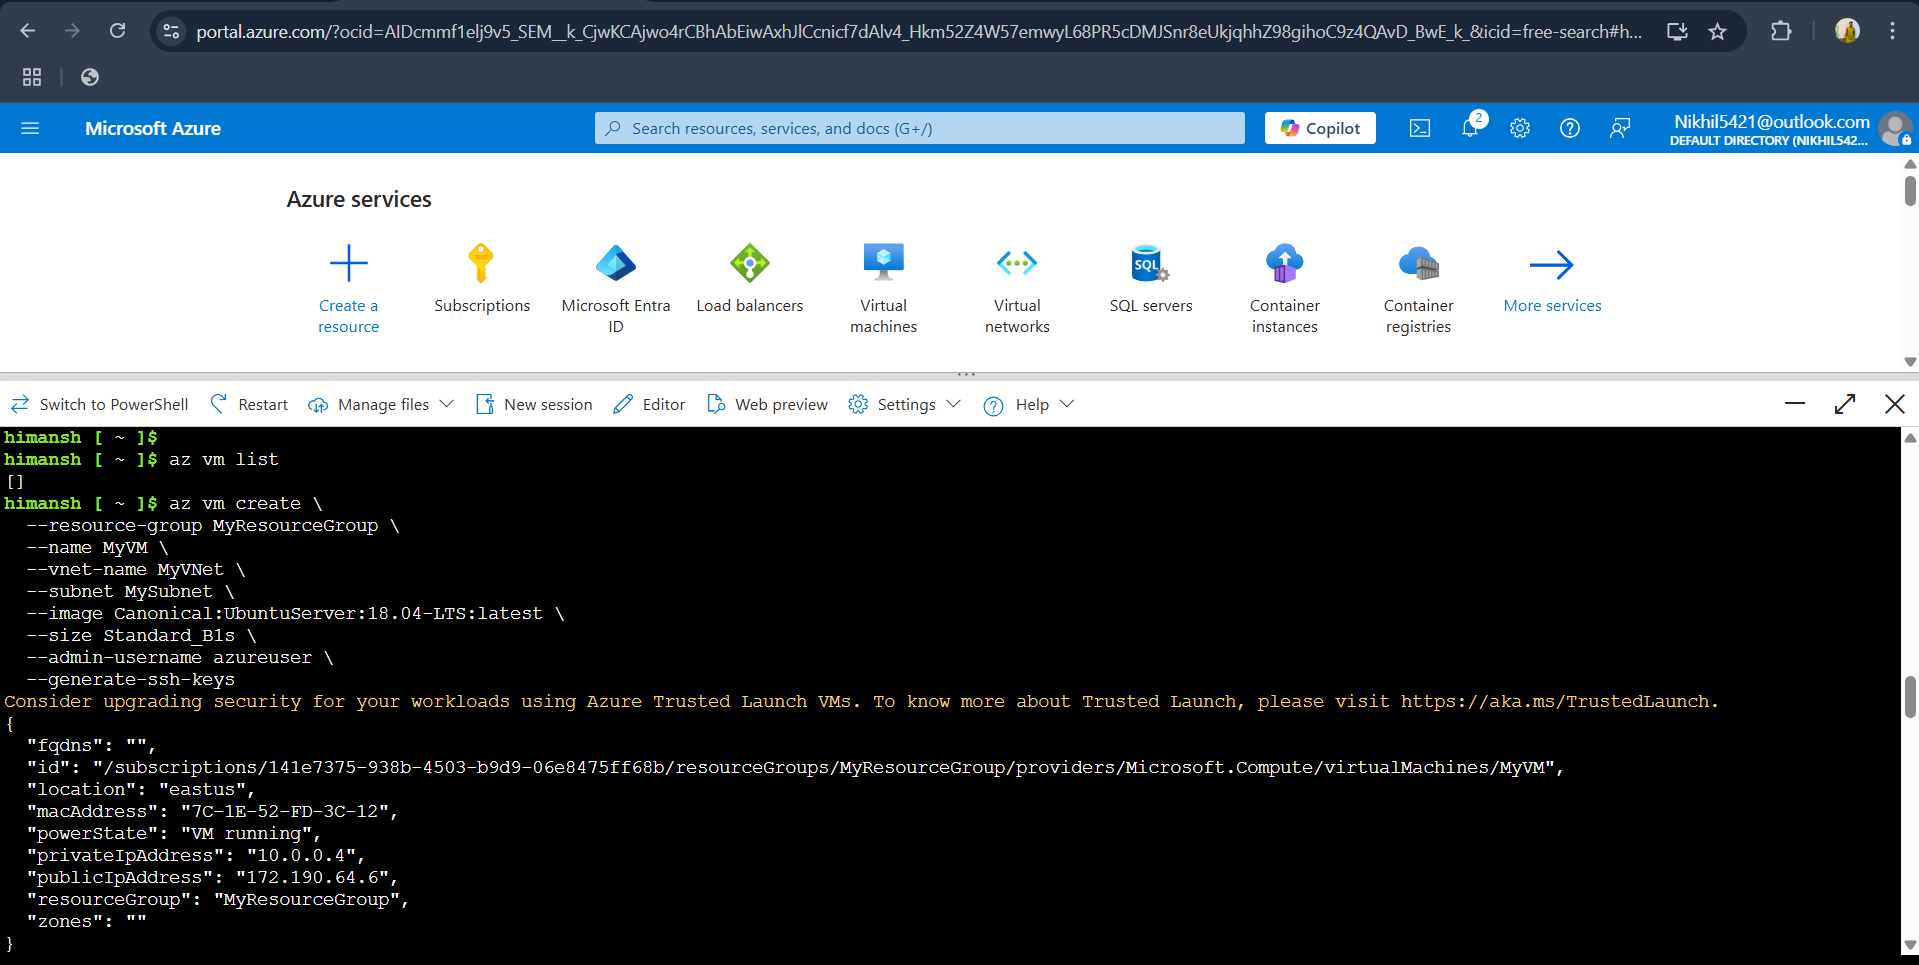 portal.azure.com/?ocid=AIDcmmf1elj9v5_SEM__k_CjwKCAjwo4rCBhAbEiwAxhJlCcnicf7dAlv4_Hkm52Z4W57emwyL68PR5cDMJSnr8eUkjqhhZ98gihoC9z4QAvD_BwE_k_&icid=free-search#h...
Microsoft Azure
Search resources, services, and docs (G+/)
Copilot
2
Nikhil5421@outlook.com
DEFAULT DIRECTORY (NIKHIL542...
Azure services
Create a resource
Subscriptions
Microsoft Entra ID
Load balancers
Virtual machines
Virtual networks
SQL
SQL servers
Container instances
Container registries
More services
Switch to PowerShell
Restart
Manage files
New session
Editor
Web preview
Settings
Help
himansh [ ~ ]$
himansh [ ~ ]$ az vm list
[]
himansh [ ~ ]$ az vm create \
--resource-group MyResourceGroup \
--name MyVM \
--vnet-name MyVNet \
--subnet MySubnet \
--image Canonical:UbuntuServer:18.04-LTS:latest \
--size Standard_B1s \
--admin-username azureuser \
--generate-ssh-keys
Consider upgrading security for your workloads using Azure Trusted Launch VMs. To know more about Trusted Launch, please visit https://aka.ms/TrustedLaunch.
{
"fqdns": "",
"id": "/subscriptions/141e7375-938b-4503-b9d9-06e8475ff68b/resourceGroups/MyResourceGroup/providers/Microsoft.Compute/virtualMachines/MyVM",
"location": "eastus",
"macAddress": "7C-1E-52-FD-3C-12",
"powerState": "VM running",
"privateIpAddress": "10.0.0.4",
"publicIpAddress": "172.190.64.6",
"resourceGroup": "MyResourceGroup",
"zones": ""
}